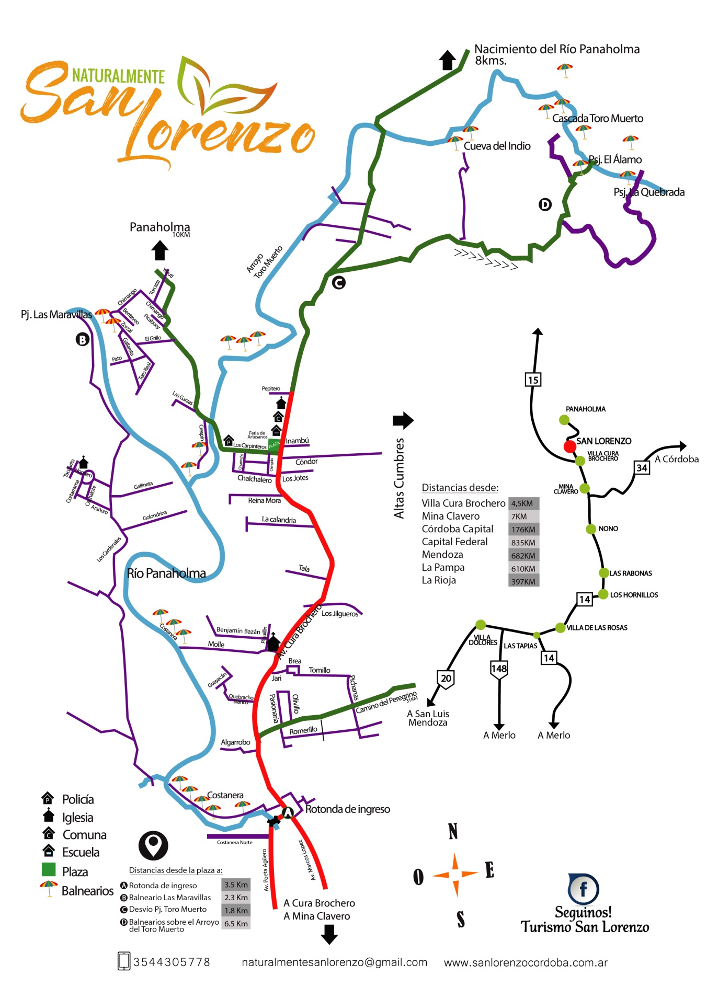 NATURALMENTE
San
Lorenzo
Nacimiento del Río Panaholma
8kms.
Cascada Toro Muerto
Cueva del Indio
Psj. El Álamo
Psj. La Quebrada
D
Panaholma
10KM
Arroyo
Toro Muerto
C
Yerutí
Torcaza
Chimango
Chimango
Benteveo
Picabuey
Zorzal
Pj. Las Maravillas
B
El Grillo
Gallareta
Pato
Tero Real
Las Garzas
Pepitero
C
Crespín
P
Feria de
Artesanos
Los Carpinteros
PLAZA
Inambú
Cóndor
Churrinche
Chingolo
Chalchalero
Los Jotes
Tacuarita
Hornero
Cortarrama
Cachalote
Arañero
Gallineta
Golondrina
Los Cardenales
Reina Mora
La calandria
Río Panaholma
Tala
Los Jilgueros
Av. Cura Brochero
Costanera
Benjamín Bazán
Piquillín
Molle
Brea
Jari
Tomillo
Guayacán
Quebracho
Blanco
Pasionaria
Olivillo
Pichanas
Camino del Peregrino
31KM
Romerillo
Algarrobo
Costanera
A
Rotonda de ingreso
Costanera Norte
Av. Poeta Agüero
Av. Marcos Lopez
A Cura Brochero
A Mina Clavero
Altas Cumbres
Distancias desde:
Villa Cura Brochero 4,5KM
Mina Clavero 7KM
Córdoba Capital 176KM
Capital Federal 835KM
Mendoza 682KM
La Pampa 610KM
La Rioja 397KM
15
PANAHOLMA
SAN LORENZO
VILLA CURA
BROCHERO
34
A Córdoba
MINA
CLAVERO
NONO
LAS RABONAS
LOS HORNILLOS
14
VILLA DE LAS ROSAS
VILLA
DOLORES
LAS TAPIAS
14
148
20
A San Luis
Mendoza
A Merlo
A Merlo
P Policía
Iglesia
C Comuna
Escuela
Plaza
Balnearios
Distancias desde la plaza a:
A Rotonda de ingreso 3.5 Km
B Balneario Las Maravillas 2.3 Km
C Desvío Pj. Toro Muerto 1.8 Km
D Balnearios sobre el Arroyo
del Toro Muerto 6.5 Km
N
O
E
S
f
Seguinos!
Turismo San Lorenzo
3544305778
naturalmentesanlorenzo@gmail.com
www.sanlorenzocordoba.com.ar